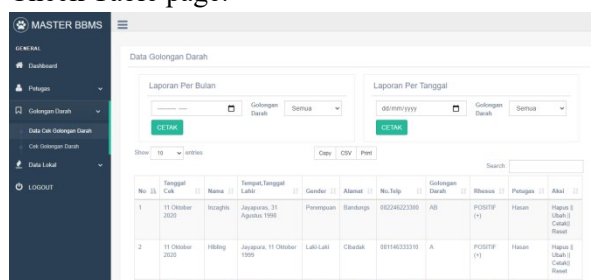 Check Table page.
MASTER BBMS
GENERAL
Dashboard
Petugas
Golongan Darah
Data Cek Golongan Darah
Cek Golongan Darah
Data Lokal
LOGOUT
Data Golongan Darah
Laporan Per Bulan
Golongan Darah
Semua
CETAK
Laporan Per Tanggal
dd/mm/yyyy
Golongan Darah
Semua
CETAK
Show 10 entries
Copy CSV Print
Search:
No Tanggal Cek Nama Tempat,Tanggal Lahir Gender Alamat No.Telp Golongan Darah Rhesus Petugas Aksi
1 11 Oktober 2020 Inzaghis Jayapuras, 31 Agustus 1998 Perempuan Bandungs 082246223300 AB POSITIF (+) Hasan Hapus || Ubah || Cetak|| Reset
2 11 Oktober 2020 Hibling Jayapura, 11 Oktober 1999 Laki-Laki Cibadak 081146333310 A POSITIF (+) Hasan Hapus || Ubah || Cetak|| Reset